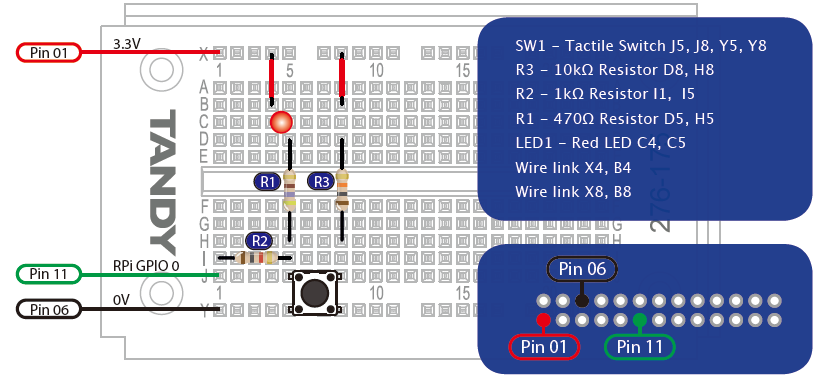 SW1 – Tactile Switch J5, J8, Y5, Y8
R3 – 10kΩ Resistor D8, H8
R2 – 1kΩ Resistor I1,  I5
R1 – 470Ω Resistor D5, H5
LED1 – Red LED C4, C5
Wire link X4, B4
Wire link X8, B8
Pin 01
3.3V
X
1
5
10
15
A
B
C
D
E
R1
R3
TANDY
276-17
F
G
G
H
H
R2
I
Pin 11
RPi GPIO 0
J
1
10
15
Pin 06
0V
Y
Pin 06
Pin 01
Pin 11